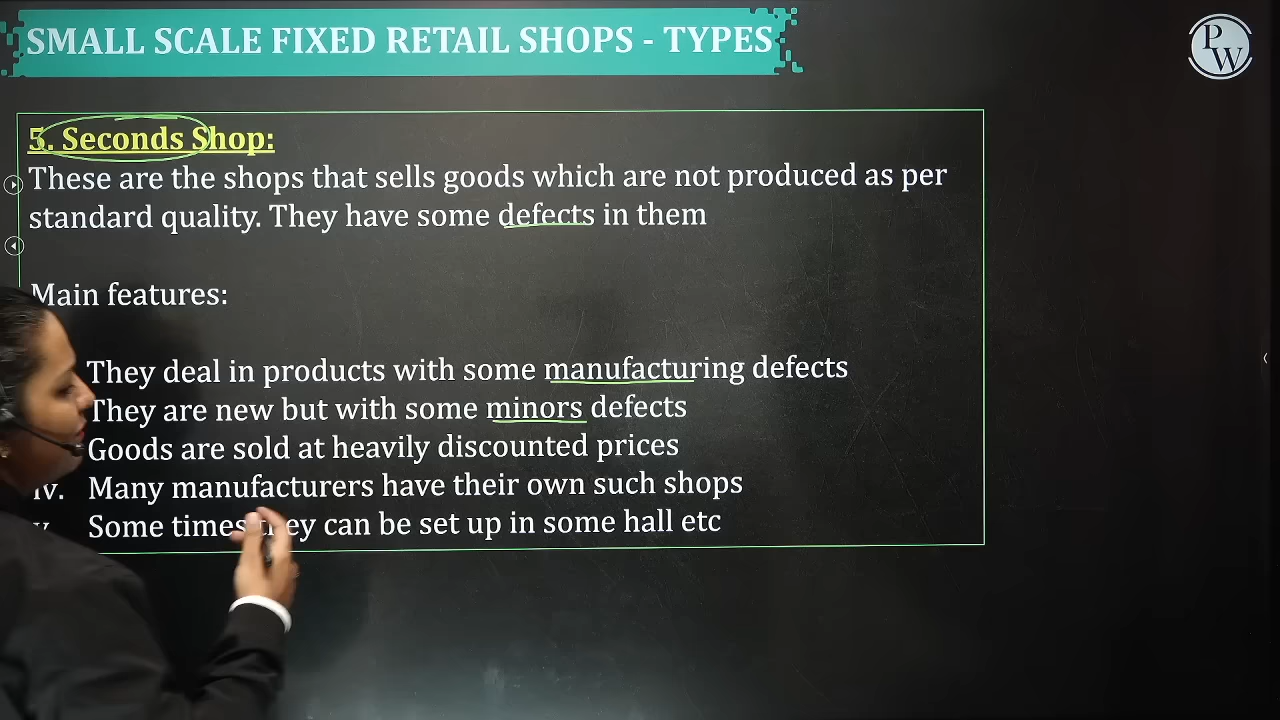 SMALL SCALE FIXED RETAIL SHOPS - TYPES
PW
5. Seconds Shop:
These are the shops that sells goods which are not produced as per
standard quality. They have some defects in them
Main features:
They deal in products with some manufacturing defects
They are new but with some minors defects
Goods are sold at heavily discounted prices
iv. Many manufacturers have their own such shops
v. Some times they can be set up in some hall etc